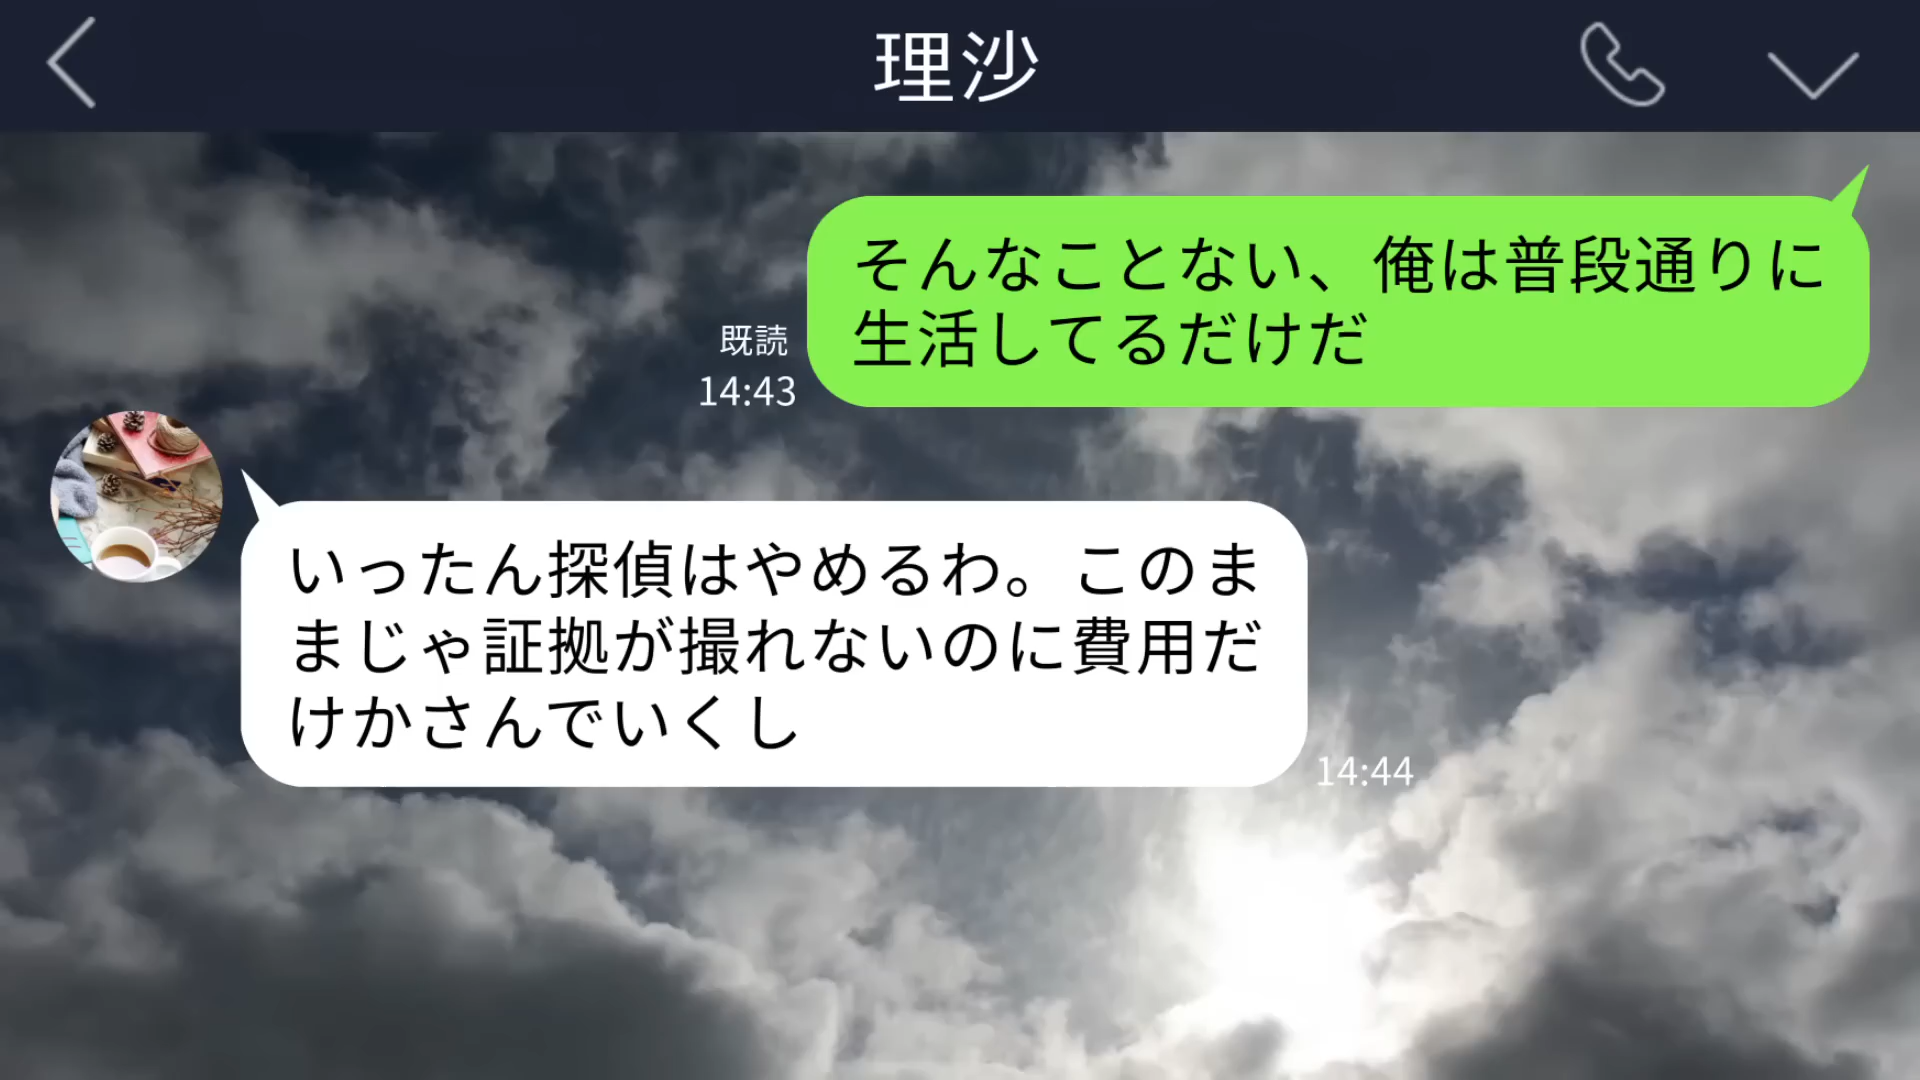 理沙
そんなことない、俺は普段通りに
生活してるだけだ
既読
14:43
いったん探偵はやめるわ。このま
まじゃ証拠が撮れないのに費用だ
けかさんでいくし
14:44